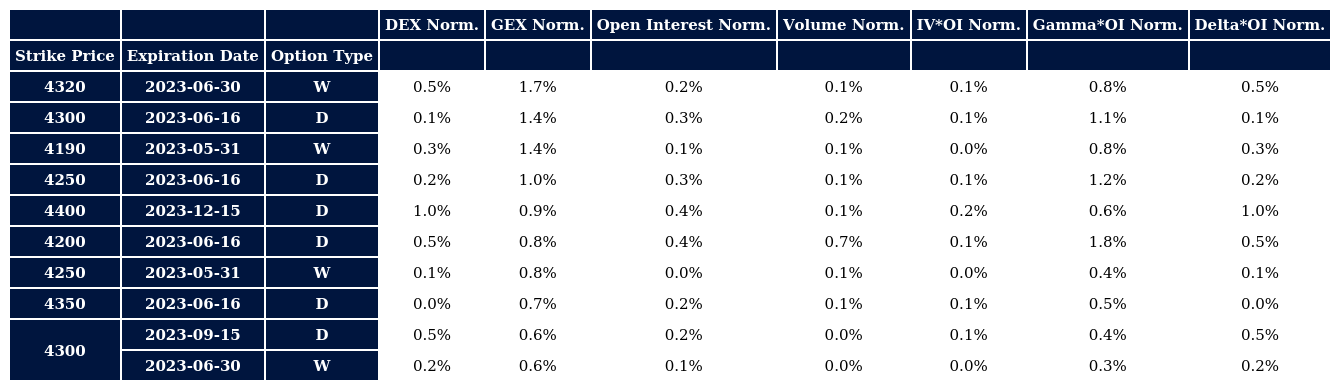 DEX Norm. GEX Norm. Open Interest Norm. Volume Norm. IV*OI Norm. Gamma*OI Norm. Delta*OI Norm.
Strike Price Expiration Date Option Type
4320 2023-06-30 W 0.5% 1.7% 0.2% 0.1% 0.1% 0.8% 0.5%
4300 2023-06-16 D 0.1% 1.4% 0.3% 0.2% 0.1% 1.1% 0.1%
4190 2023-05-31 W 0.3% 1.4% 0.1% 0.1% 0.0% 0.8% 0.3%
4250 2023-06-16 D 0.2% 1.0% 0.3% 0.1% 0.1% 1.2% 0.2%
4400 2023-12-15 D 1.0% 0.9% 0.4% 0.1% 0.2% 0.6% 1.0%
4200 2023-06-16 D 0.5% 0.8% 0.4% 0.7% 0.1% 1.8% 0.5%
4250 2023-05-31 W 0.1% 0.8% 0.0% 0.1% 0.0% 0.4% 0.1%
4350 2023-06-16 D 0.0% 0.7% 0.2% 0.1% 0.1% 0.5% 0.0%
4300 2023-09-15 D 0.5% 0.6% 0.2% 0.0% 0.1% 0.4% 0.5%
2023-06-30 W 0.2% 0.6% 0.1% 0.0% 0.0% 0.3% 0.2%